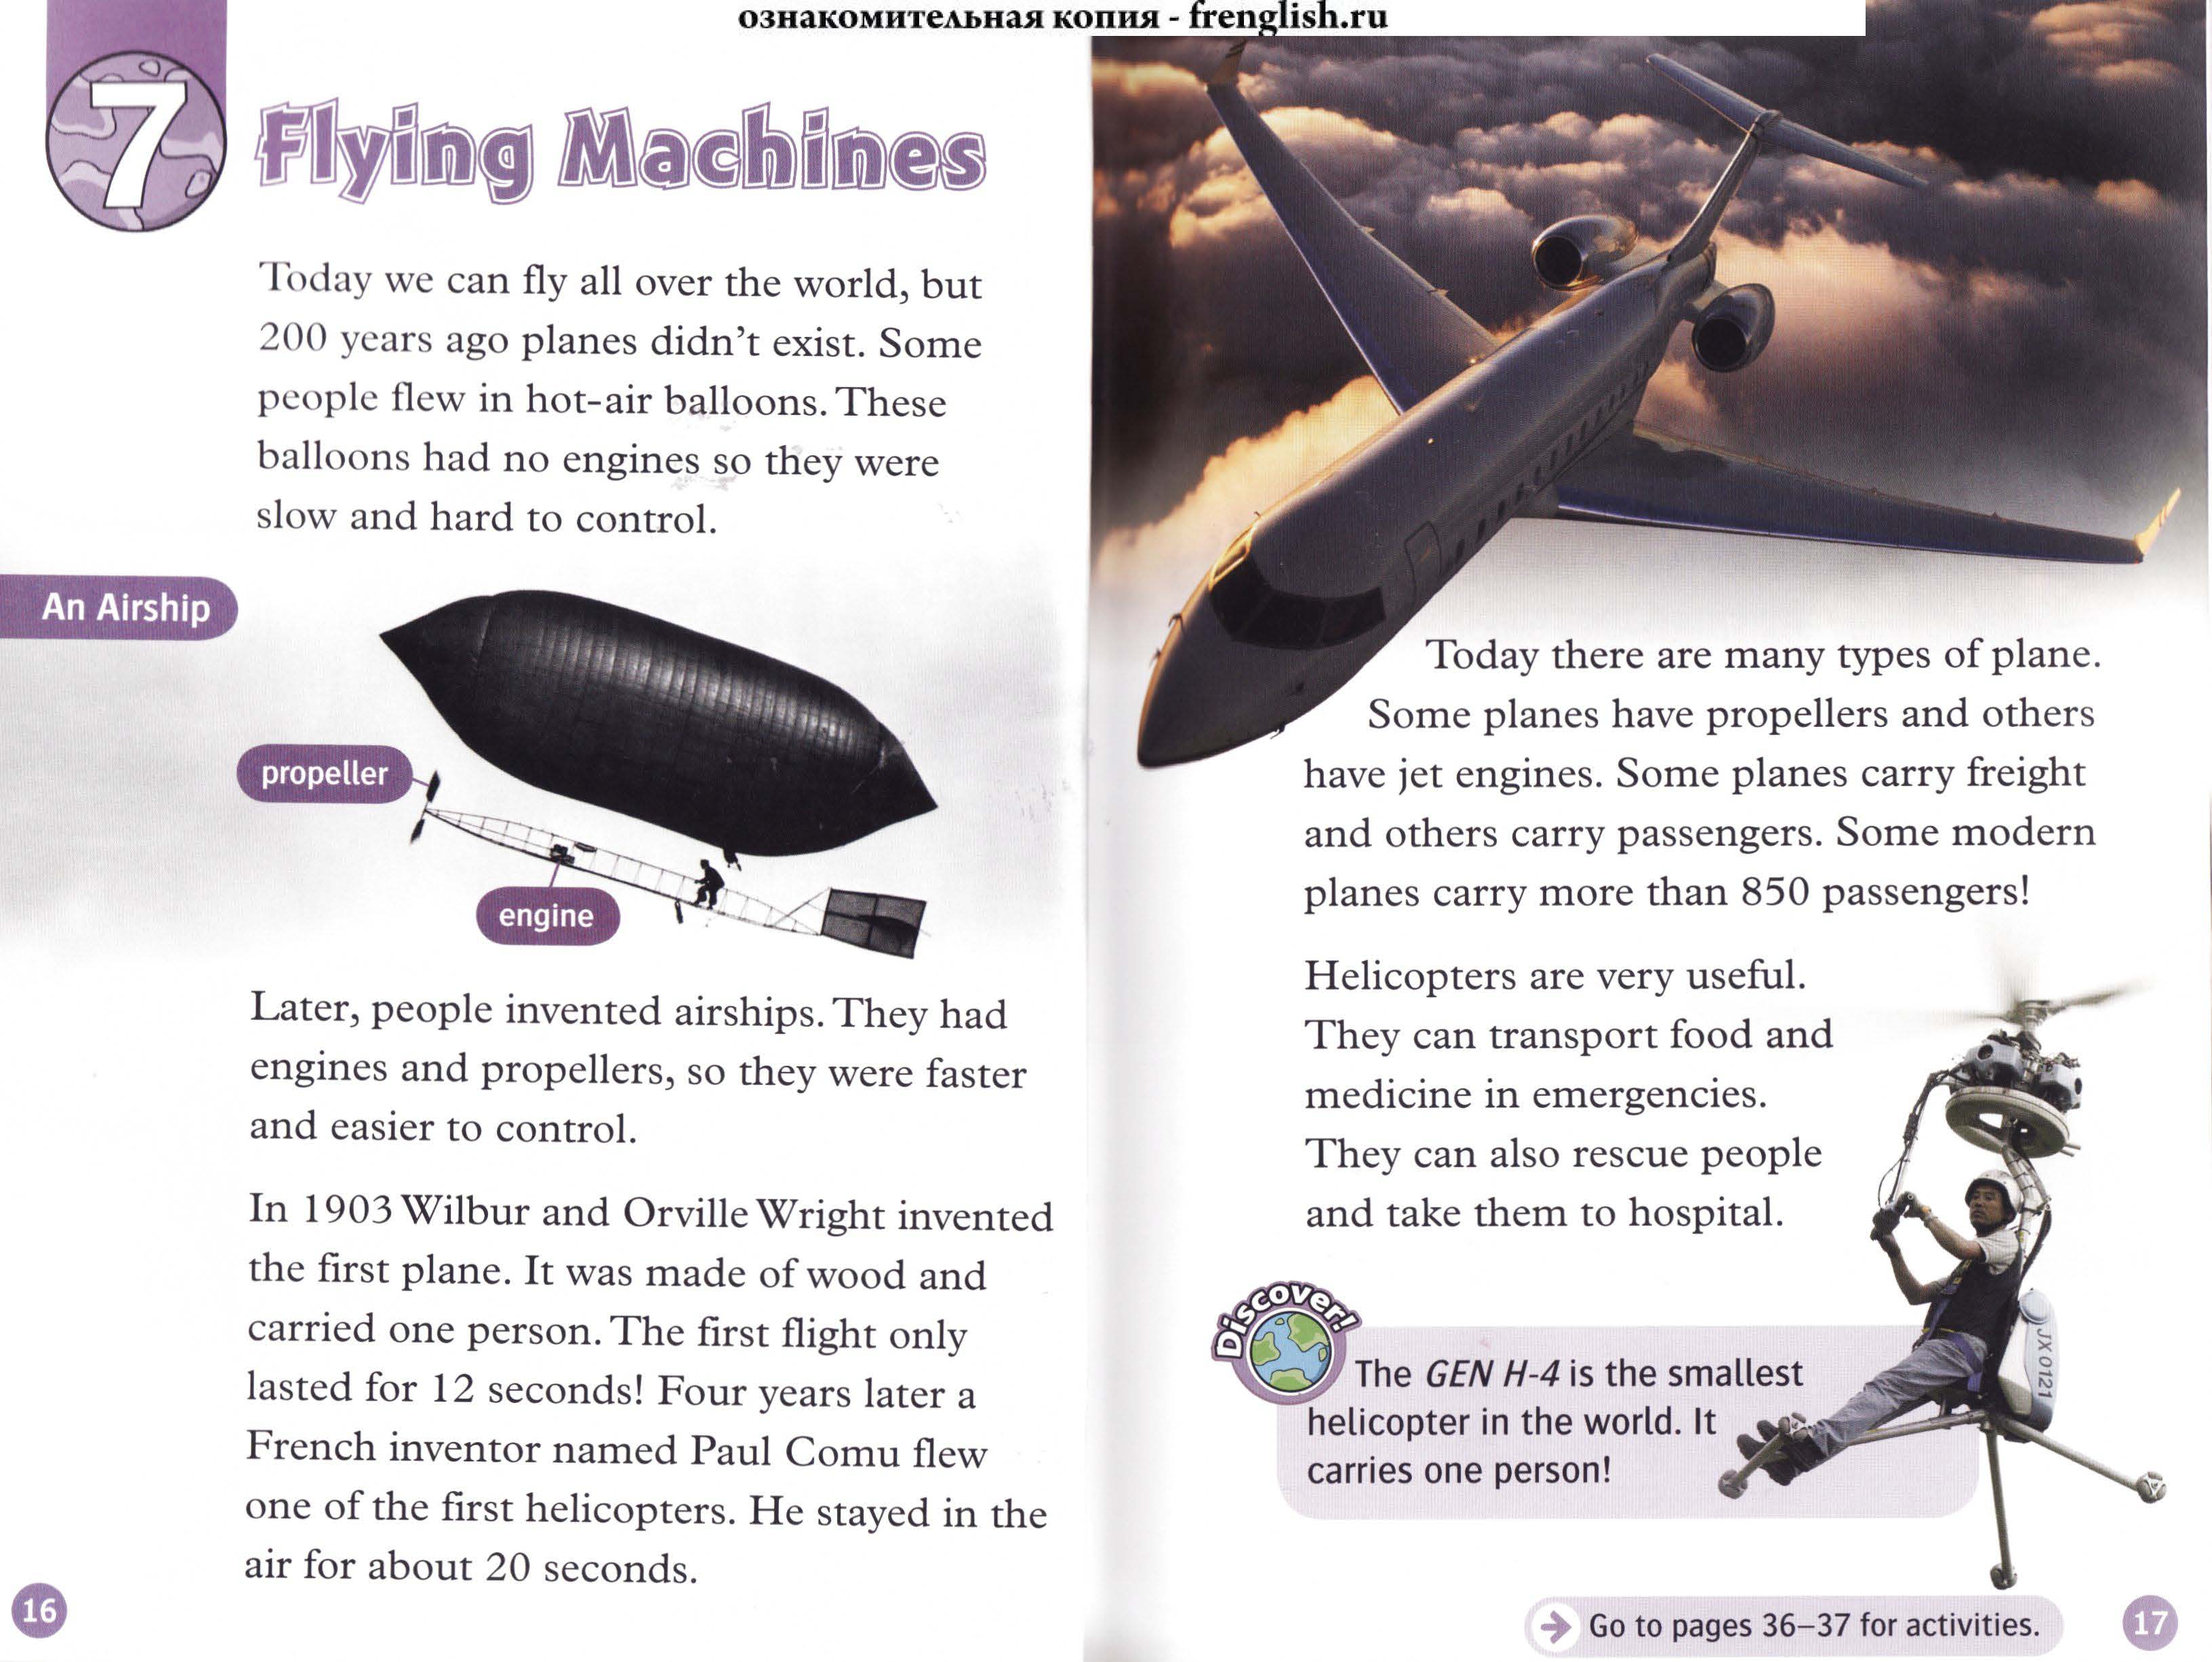 ознакомительная копия - frenglish.ru
7
Flying Machines
Today we can fly all over the world, but
200 years ago planes didn't exist. Some
people flew in hot-air balloons. These
balloons had no engines so they were
slow and hard to control.
An Airship
propeller
engine
Later, people invented airships. They had
engines and propellers, so they were faster
and easier to control.
In 1903 Wilbur and Orville Wright invented
the first plane. It was made of wood and
carried one person. The first flight only
lasted for 12 seconds! Four years later a
French inventor named Paul Comu flew
one of the first helicopters. He stayed in the
air for about 20 seconds.
16
Today there are many types of plane.
Some planes have propellers and others
have jet engines. Some planes carry freight
and others carry passengers. Some modern
planes carry more than 850 passengers!
Helicopters are very useful.
They can transport food and
medicine in emergencies.
They can also rescue people
and take them to hospital.
JX 0121
Discover!
The GEN H-4 is the smallest
helicopter in the world. It
carries one person!
Go to pages 36–37 for activities.
17